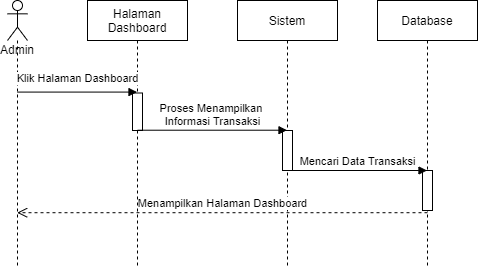 Halaman
Dashboard
Sistem
Database
Admin
Klik Halaman Dashboard
Proses Menampilkan
Informasi Transaksi
Mencari Data Transaksi
Menampilkan Halaman Dashboard